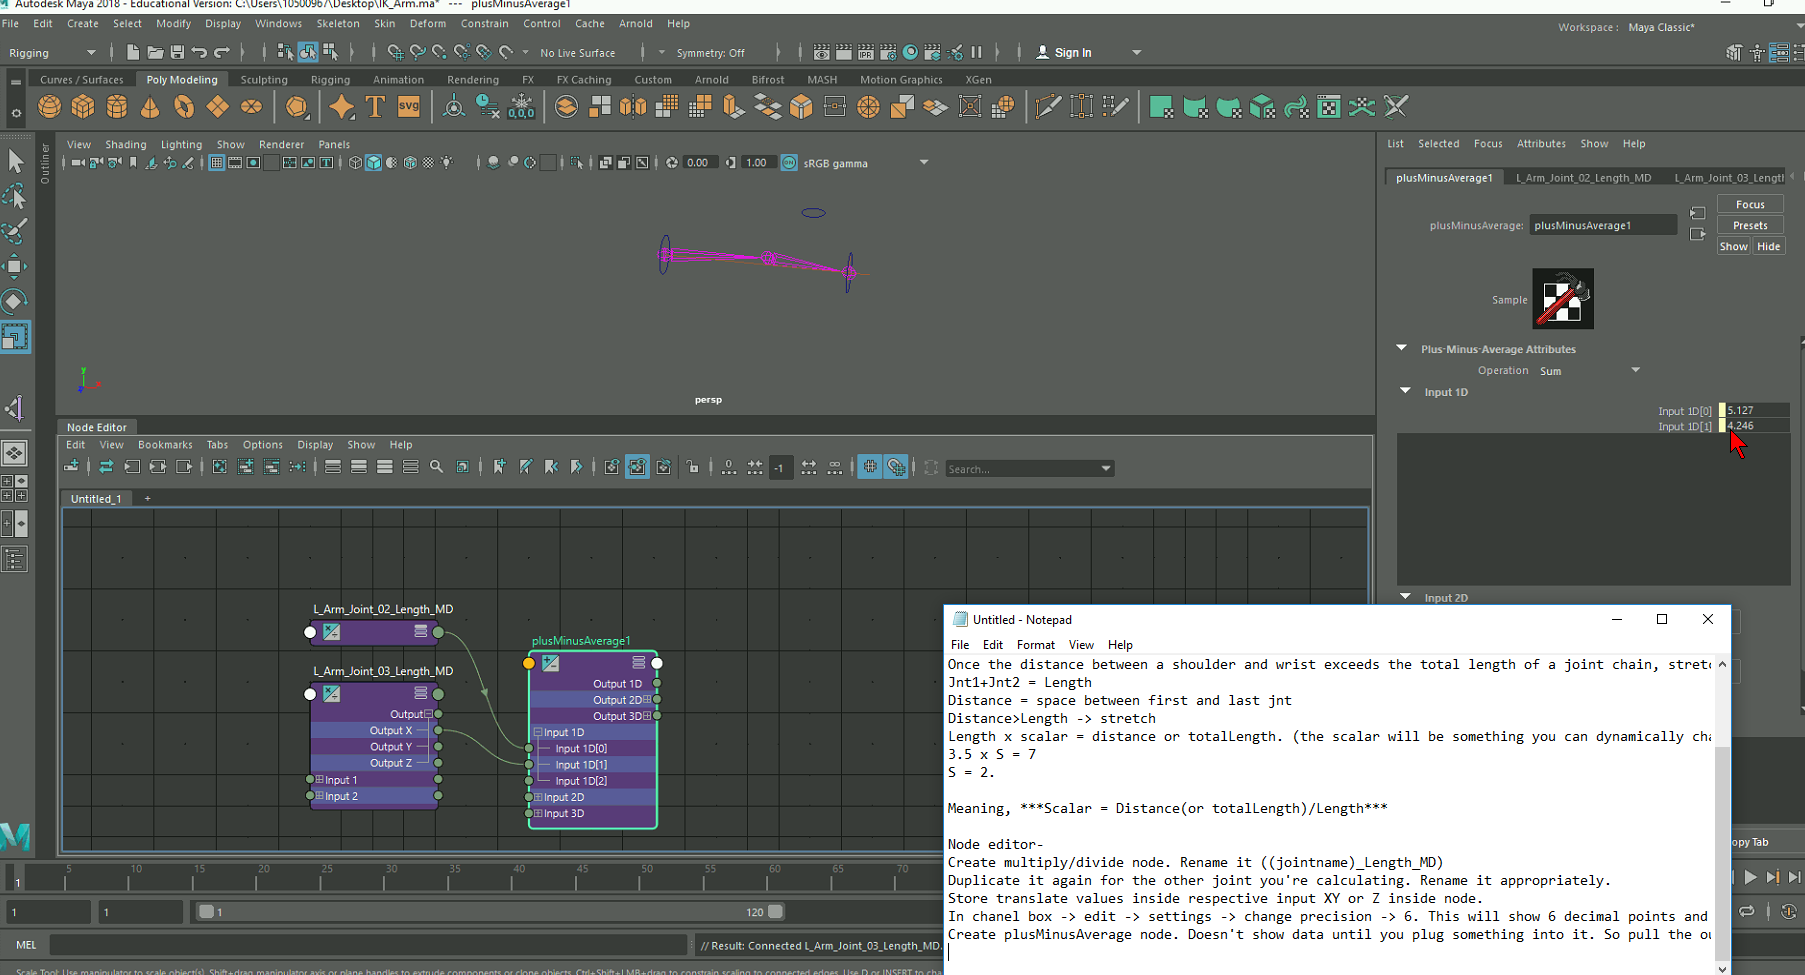 Autodesk Maya 2018 - Educational Version: C:\Users\10500967\Desktop\IK_Arm.ma* --- plusMinusAverage1
File Edit Create Select Modify Display Windows Skeleton Skin Deform Constrain Control Cache Arnold Help
Workspace : Maya Classic*
Rigging No Live Surface Symmetry: Off Sign In
Curves / Surfaces Poly Modeling Sculpting Rigging Animation Rendering FX FX Caching Custom Arnold Bifrost MASH Motion Graphics XGen
Outliner
View Shading Lighting Show Renderer Panels
0.00 1.00 sRGB gamma
persp
Node Editor
Edit View Bookmarks Tabs Options Display Show Help
-1 Search...
Untitled_1 +
L_Arm_Joint_02_Length_MD
L_Arm_Joint_03_Length_MD
Output
Output X
Output Y
Output Z
Input 1
Input 2
plusMinusAverage1
Output 1D
Output 2D
Output 3D
Input 1D
Input 1D[0]
Input 1D[1]
Input 1D[2]
Input 2D
Input 3D
List Selected Focus Attributes Show Help
plusMinusAverage1 L_Arm_Joint_02_Length_MD L_Arm_Joint_03_Lengt
plusMinusAverage: plusMinusAverage1
Focus
Presets
Show Hide
Sample
Plus-Minus-Average Attributes
Operation Sum
Input 1D
Input 1D[0] 5.127
Input 1D[1] 4.246
Input 2D
Untitled - Notepad
File Edit Format View Help
Once the distance between a shoulder and wrist exceeds the total length of a joint chain, stret
Jnt1+Jnt2 = Length
Distance = space between first and last jnt
Distance>Length -> stretch
Length x scalar = distance or totalLength. (the scalar will be something you can dynamically ch
3.5 x S = 7
S = 2.
Meaning, ***Scalar = Distance(or totalLength)/Length***
Node editor-
Create multiply/divide node. Rename it ((jointname)_Length_MD)
Duplicate it again for the other joint you're calculating. Rename it appropriately.
Store translate values inside respective input XY or Z inside node.
In chanel box -> edit -> settings -> change precision -> 6. This will show 6 decimal points and
Create plusMinusAverage node. Doesn't show data until you plug something into it. So pull the ou
opy Tab
1 5 10 15 20 25 30 35 40 45 50 55 60 65 70
1 1 1 120
MEL // Result: Connected L_Arm_Joint_03_Length_MD.
Scale Tool: Use manipulator to scale object(s). Shift+drag manipulator axis or plane handles to extrude components or clone objects. Ctrl+Shift+LMB+drag to constrain scaling to connected edges. Use D or INSERT to cha